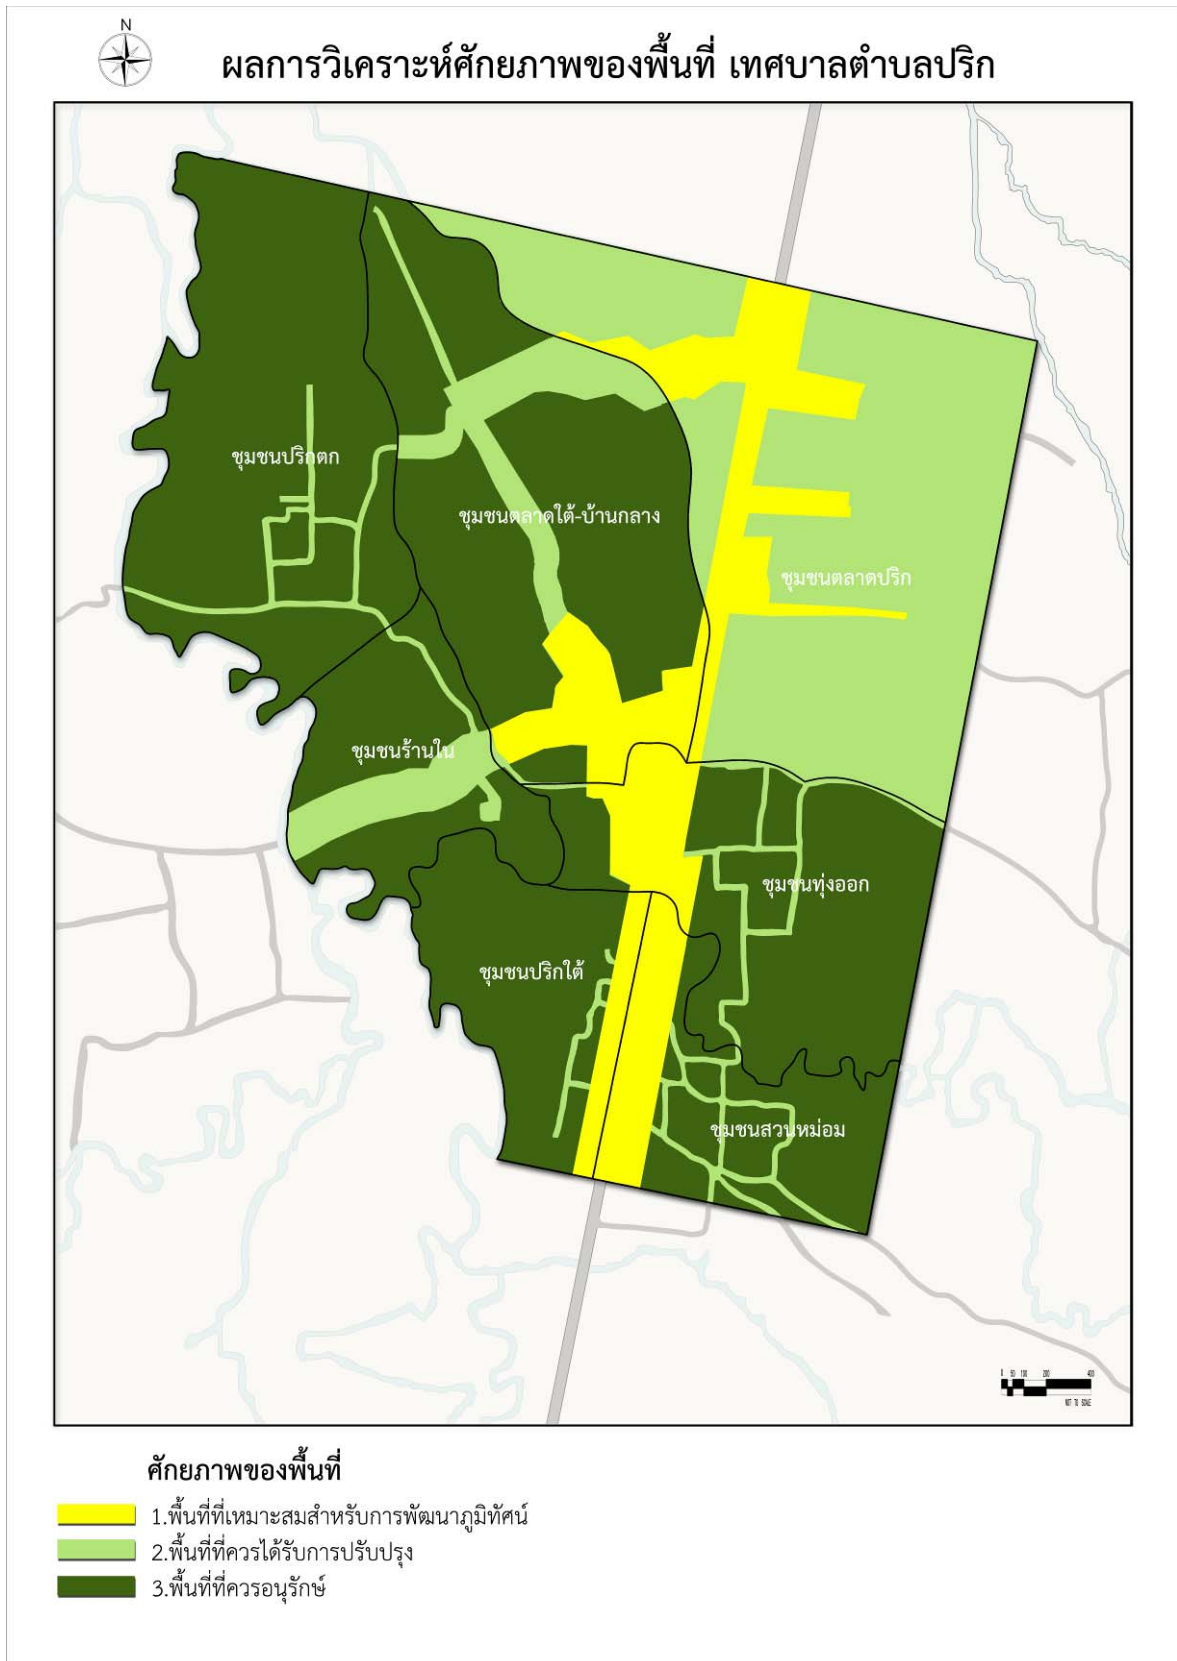 N
ผลการวิเคราะห์ศักยภาพของพื้นที่ เทศบาลตำบลปริก
ชุมชนปริกตก
ชุมชนตลาดใต้-บ้านกลาง
ชุมชนตลาดปริก
ชุมชนร้านใน
ชุมชนทุ่งออก
ชุมชนปริกใต้
ชุมชนสวนหม่อม
0 50 100 200 400
NOT TO SCALE
ศักยภาพของพื้นที่
1.พื้นที่ที่เหมาะสมสำหรับการพัฒนาภูมิทัศน์
2.พื้นที่ที่ควรได้รับการปรับปรุง
3.พื้นที่ที่ควรอนุรักษ์